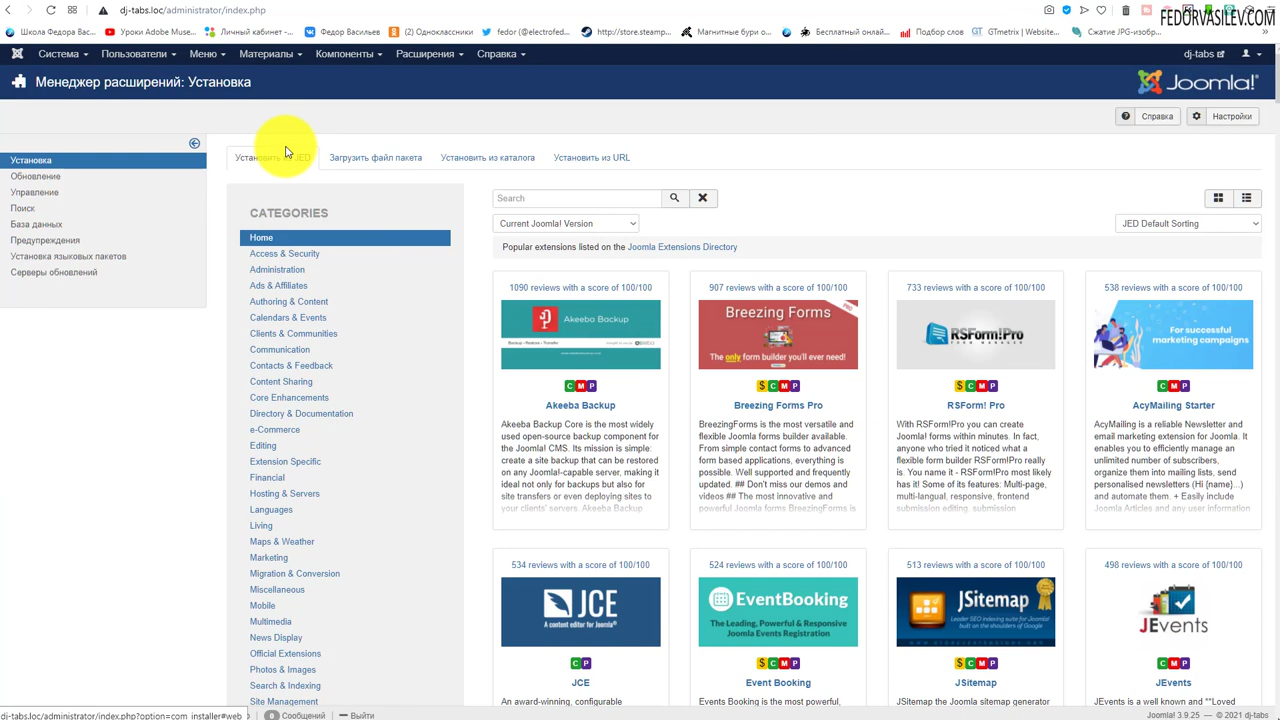 dj-tabs.loc/administrator/index.php
FEDORVASILEV.COM
Школа Федора Вас...
Уроки Adobe Muse...
Личный кабинет -...
Федор Васильев
(2) Одноклассники
fedor (@electrofed...
http://store.steamp...
Магнитные бури о...
Бесплатный онлай...
Подбор слов
GTmetrix | Website...
Сжатие JPG-изобр...
Система
Пользователи
Меню
Материалы
Компоненты
Расширения
Справка
dj-tabs
Менеджер расширений: Установка
Joomla!
Справка
Настройки
Установка
Обновление
Управление
Поиск
База данных
Предупреждения
Установка языковых пакетов
Серверы обновлений
Установить из JED
Загрузить файл пакета
Установить из каталога
Установить из URL
CATEGORIES
Home
Access & Security
Administration
Ads & Affiliates
Authoring & Content
Calendars & Events
Clients & Communities
Communication
Contacts & Feedback
Content Sharing
Core Enhancements
Directory & Documentation
e-Commerce
Editing
Extension Specific
Financial
Hosting & Servers
Languages
Living
Maps & Weather
Marketing
Migration & Conversion
Miscellaneous
Mobile
Multimedia
News Display
Official Extensions
Photos & Images
Search & Indexing
Site Management
Search
Current Joomla! Version
JED Default Sorting
Popular extensions listed on the Joomla Extensions Directory
1090 reviews with a score of 100/100
Akeeba Backup
Backup - Restore - Transfer
C M P
Akeeba Backup
Akeeba Backup Core is the most widely
used open-source backup component for
the Joomla! CMS. Its mission is simple:
create a site backup that can be restored
on any Joomla!-capable server, making it
ideal not only for backups but also for
site transfers or even deploying sites to
your clients' servers. Akeeba Backup
907 reviews with a score of 100/100
Breezing Forms
PRO
The only form builder you'll ever need!
$ C M P
Breezing Forms Pro
BreezingForms is the most versatile and
flexible Joomla forms builder available.
From simple contact forms to advanced
form based applications, everything is
possible. Well supported and frequently
updated. ## Don't miss our demos and
videos ## The most innovative and
powerful Joomla forms BreezingForms is
733 reviews with a score of 100/100
RSForm!Pro
$ C M P
RSForm! Pro
With RSForm!Pro you can create
Joomla! forms within minutes. In fact,
anyone who tried it noticed what a
flexible form builder RSForm!Pro really
is. You name it - RSForm!Pro most likely
has it! Some of its features: Multi-page,
multi-langual, responsive, frontend
submission editing, submission
538 reviews with a score of 100/100
For successful
marketing campaigns
C M P
AcyMailing Starter
AcyMailing is a reliable Newsletter and
email marketing extension for Joomla. It
enables you to efficiently manage an
unlimited number of subscribers,
organize them into mailing lists, send
personalised newsletters (Hi {name}...)
and automate them. + Easily include
Joomla Articles and any user information
534 reviews with a score of 100/100
JCE
A content editor for Joomla!®
C P
JCE
An award-winning, configurable
524 reviews with a score of 100/100
EventBooking
The Leading, Powerful & Responsive
Joomla Events Registration
$ C M P
Event Booking
Events Booking is the most powerful,
513 reviews with a score of 100/100
JSitemap
Leader SEO indexing suite for Joomla!
$ C M P
JSitemap
JSitemap the Joomla sitemap generator
498 reviews with a score of 100/100
JEvents
C M P
JEvents
JEvents is a well known and **Loved
dj-tabs.loc/administrator/index.php?option=com_installer#web
0 Сообщений
Выйти
Joomla! 3.9.25 — © 2021 dj-tabs